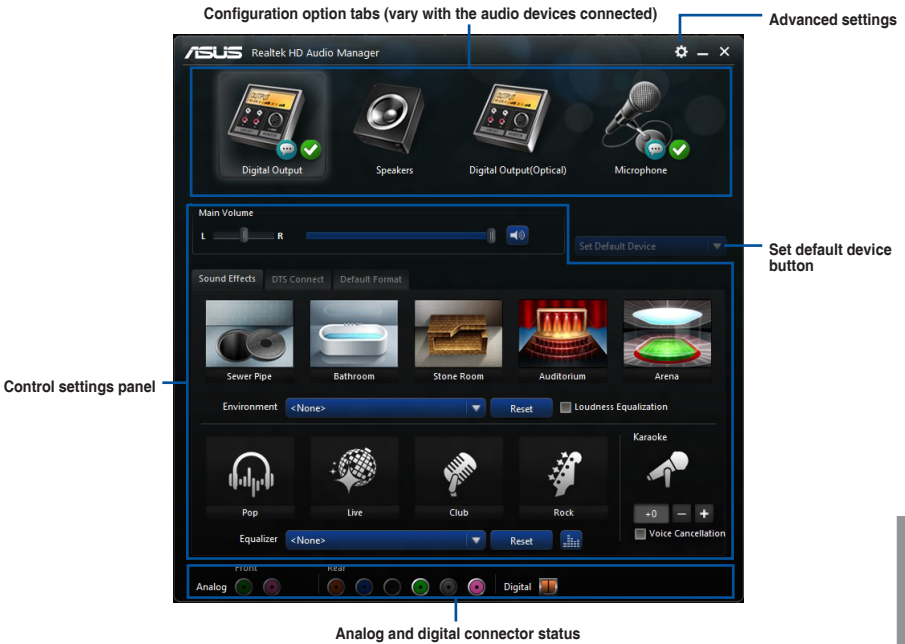 Configuration option tabs (vary with the audio devices connected)
Advanced settings
ASUS Realtek HD Audio Manager
Digital Output
Speakers
Digital Output(Optical)
Microphone
Main Volume
L R
Set Default Device
Set default device
button
Sound Effects DTS Connect Default Format
Sewer Pipe
Bathroom
Stone Room
Auditorium
Arena
Control settings panel
Environment <None> Reset Loudness Equalization
Karaoke
Pop
Live
Club
Rock
+0 − +
Equalizer <None> Reset Voice Cancellation
Front Rear
Analog Digital
Analog and digital connector status